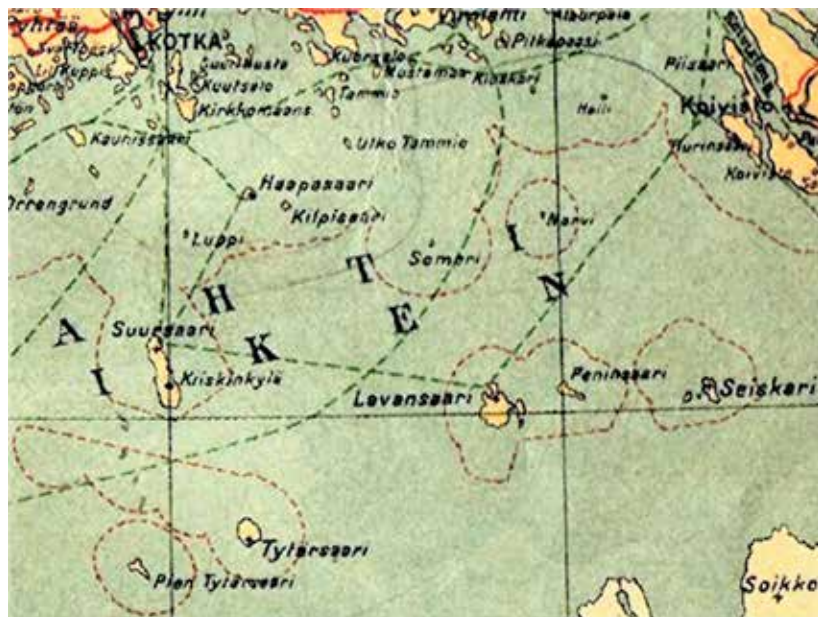 KOTKA
Pitkäpaasi
Kuutsalo
Tammio
Kirkkomaans.
Kaunissaari
Ulko Tammio
Koivisto
Piisaari
Orrengrund
Haapasaari
Kilpisaari
Luppi
Someri
Narvi
A I H K T E N I
Suursaari
Kiiskinkylä
Lavansaari
Peninsaari
Seiskari
Tytärsaari
Pien Tytärsaari
Soikko